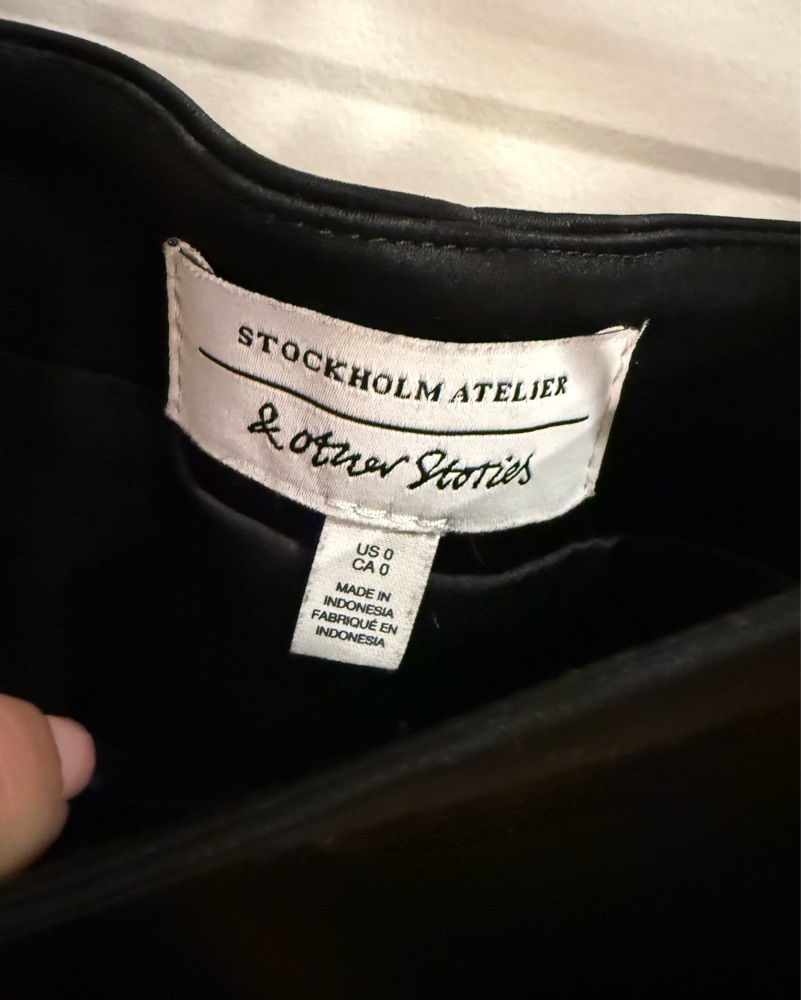 STOCKHOLM ATELIER
& other Stories
US 0
CA 0
MADE IN
INDONESIA
FABRIQUÉ EN
INDONESIA